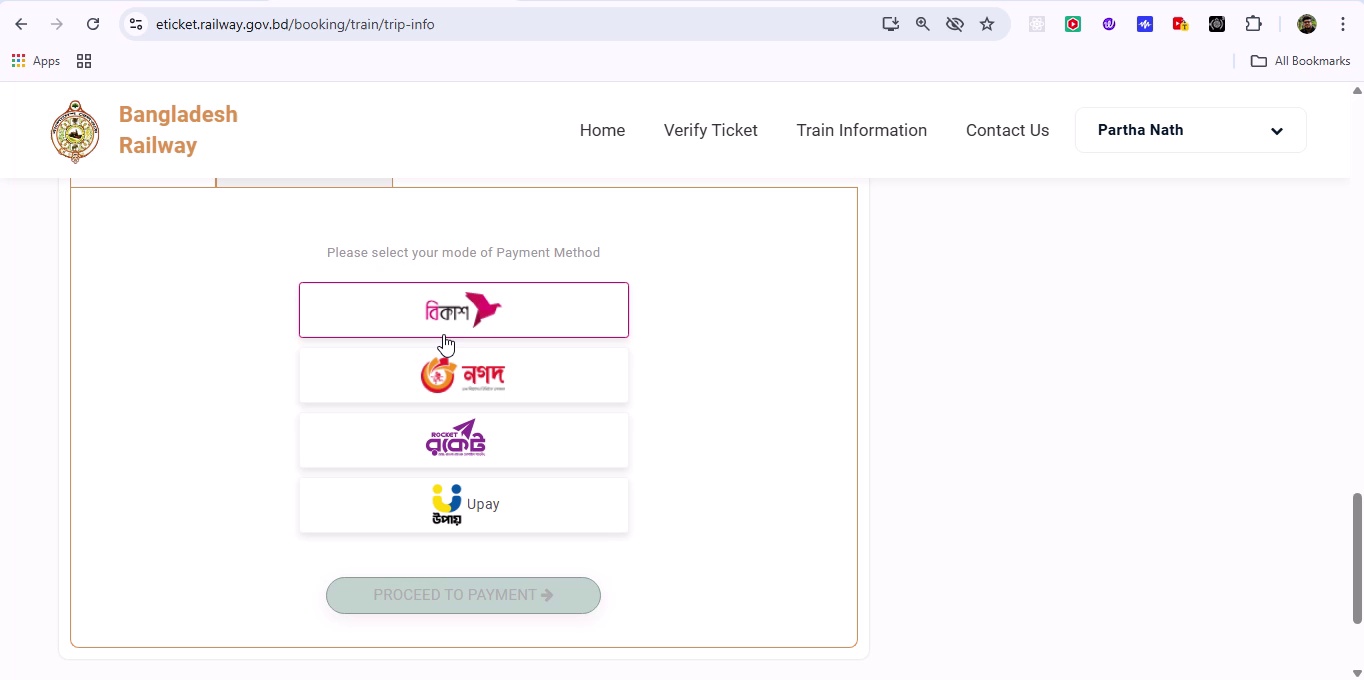 eticket.railway.gov.bd/booking/train/trip-info
Apps
All Bookmarks
Bangladesh
Railway
Home
Verify Ticket
Train Information
Contact Us
Partha Nath
Please select your mode of Payment Method
বিকাশ
নগদ
ROCKET
রকেট
উপায়
Upay
PROCEED TO PAYMENT